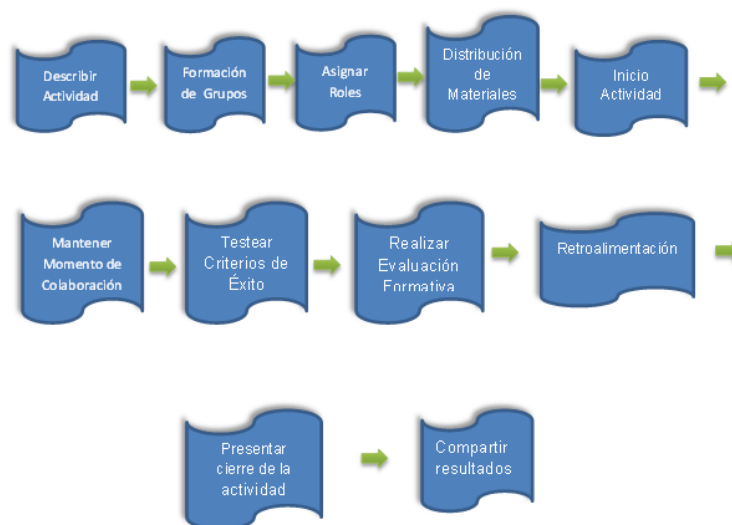 Describir
Actividad
Formación
de Grupos
Asignar
Roles
Distribución
de
Materiales
Inicio
Actividad
Mantener
Momento de
Colaboración
Testear
Criterios de
Éxito
Realizar
Evaluación
Formativa
Retroalimentación
Presentar
cierre de la
actividad
Compartir
resultados